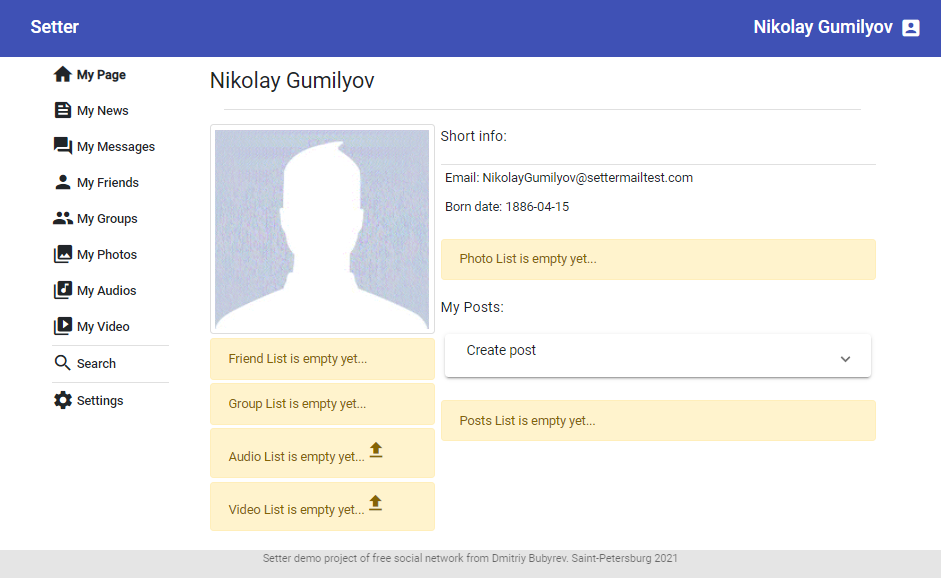 Setter
Nikolay Gumilyov
My Page
My News
My Messages
My Friends
My Groups
My Photos
My Audios
My Video
Search
Settings
Nikolay Gumilyov
Short info:
Email: NikolayGumilyov@settermailtest.com
Born date: 1886-04-15
Photo List is empty yet...
My Posts:
Create post
Posts List is empty yet...
Friend List is empty yet...
Group List is empty yet...
Audio List is empty yet...
Video List is empty yet...
Setter demo project of free social network from Dmitriy Bubyrev. Saint-Petersburg 2021